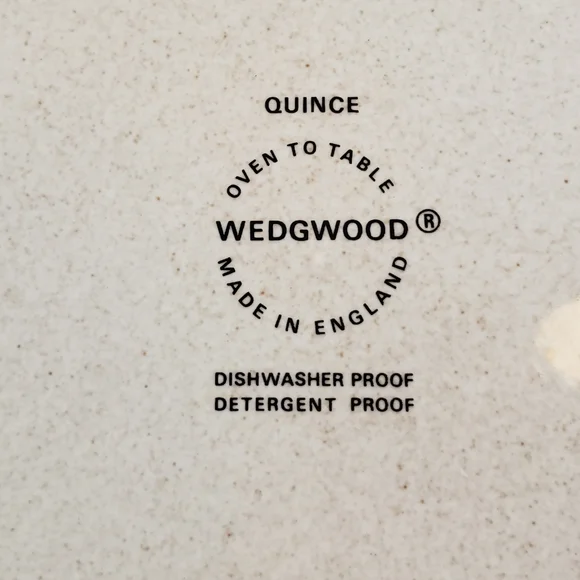 QUINCE
OVEN TO TABLE
WEDGWOOD®
MADE IN ENGLAND
DISHWASHER PROOF
DETERGENT PROOF